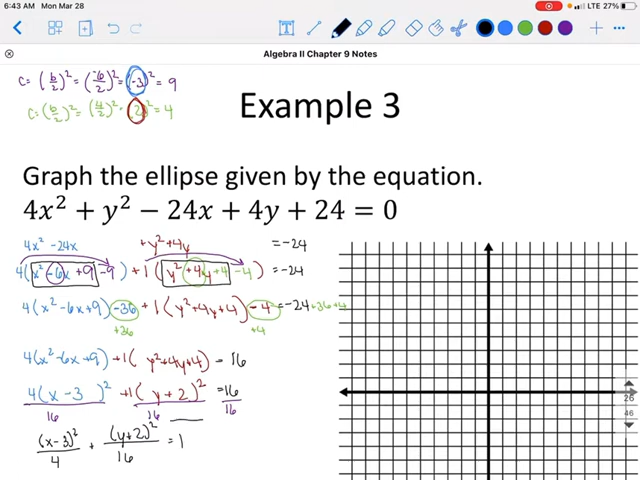 6:43 AM Mon Mar 28
LTE 27%
Algebra II Chapter 9 Notes
C = (b/2)² = (-6/2)² = (-3)² = 9
C = (b/2)² = (4/2)² = (2)² = 4
Example 3
Graph the ellipse given by the equation.
4x² + y² − 24x + 4y + 24 = 0
4x² -24x +y² +4y = -24
4(x² -6x +9 -9) +1(y² +4y +4 -4) = -24
4(x² -6x +9) -36 +1(y² +4y +4) -4 = -24 +36 +4
+36 +4
4(x² -6x +9) +1(y² +4y +4) = 16
4(x -3)² +1(y +2)² = 16
16 16 16
(x-3)²/4 + (y+2)²/16 = 1
26
46